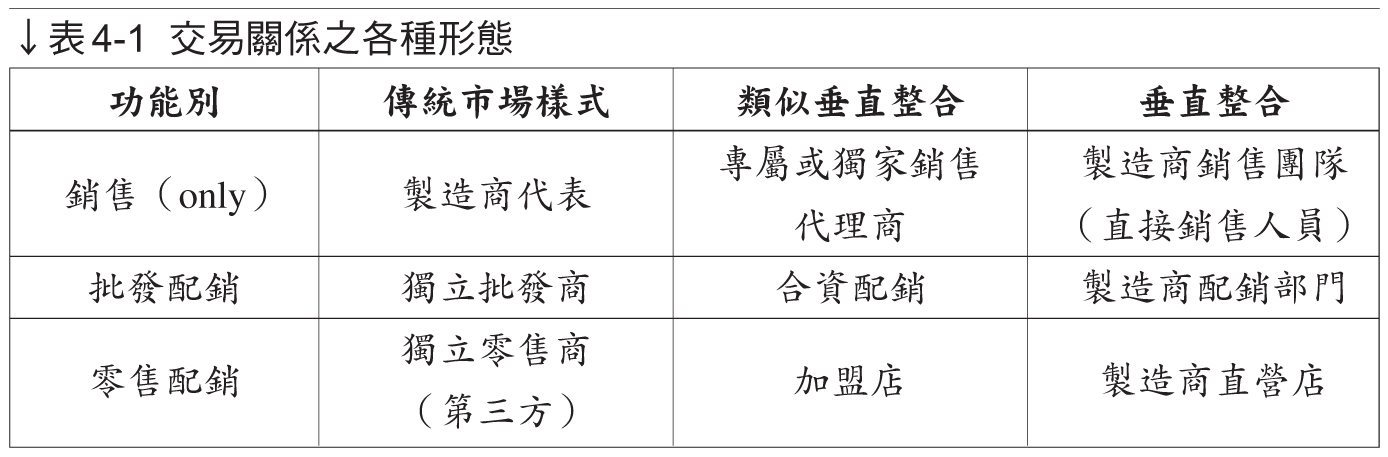 ↓表4-1 交易關係之各種形態
功能別 傳統市場樣式 類似垂直整合 垂直整合
銷售（only） 製造商代表 專屬或獨家銷售代理商 製造商銷售團隊（直接銷售人員）
批發配銷 獨立批發商 合資配銷 製造商配銷部門
零售配銷 獨立零售商（第三方） 加盟店 製造商直營店